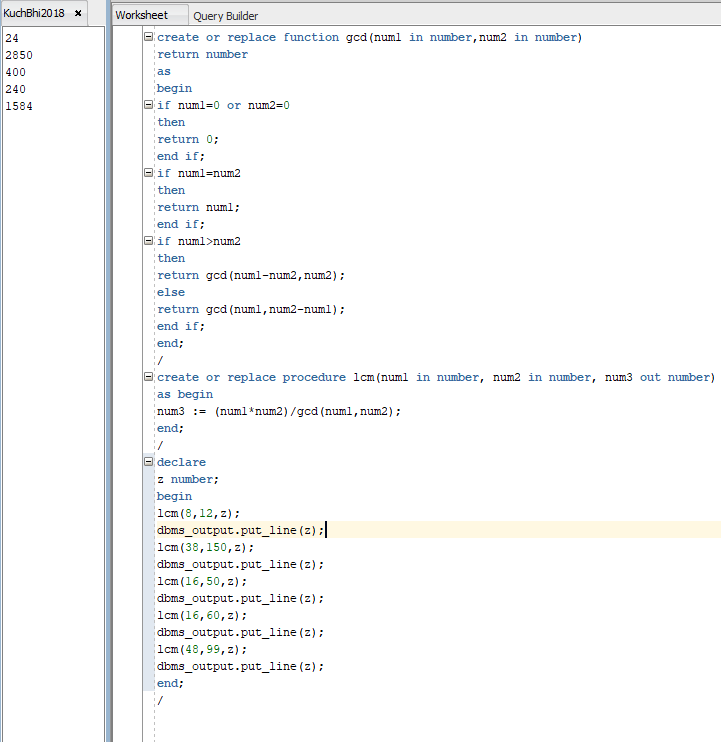 KuchBhi2018 ×
24
2850
400
240
1584
Worksheet Query Builder
create or replace function gcd(num1 in number,num2 in number)
return number
as
begin
if num1=0 or num2=0
then
return 0;
end if;
if num1=num2
then
return num1;
end if;
if num1>num2
then
return gcd(num1-num2,num2);
else
return gcd(num1,num2-num1);
end if;
end;
/
create or replace procedure lcm(num1 in number, num2 in number, num3 out number)
as begin
num3 := (num1*num2)/gcd(num1,num2);
end;
/
declare
z number;
begin
lcm(8,12,z);
dbms_output.put_line(z);
lcm(38,150,z);
dbms_output.put_line(z);
lcm(16,50,z);
dbms_output.put_line(z);
lcm(16,60,z);
dbms_output.put_line(z);
lcm(48,99,z);
dbms_output.put_line(z);
end;
/